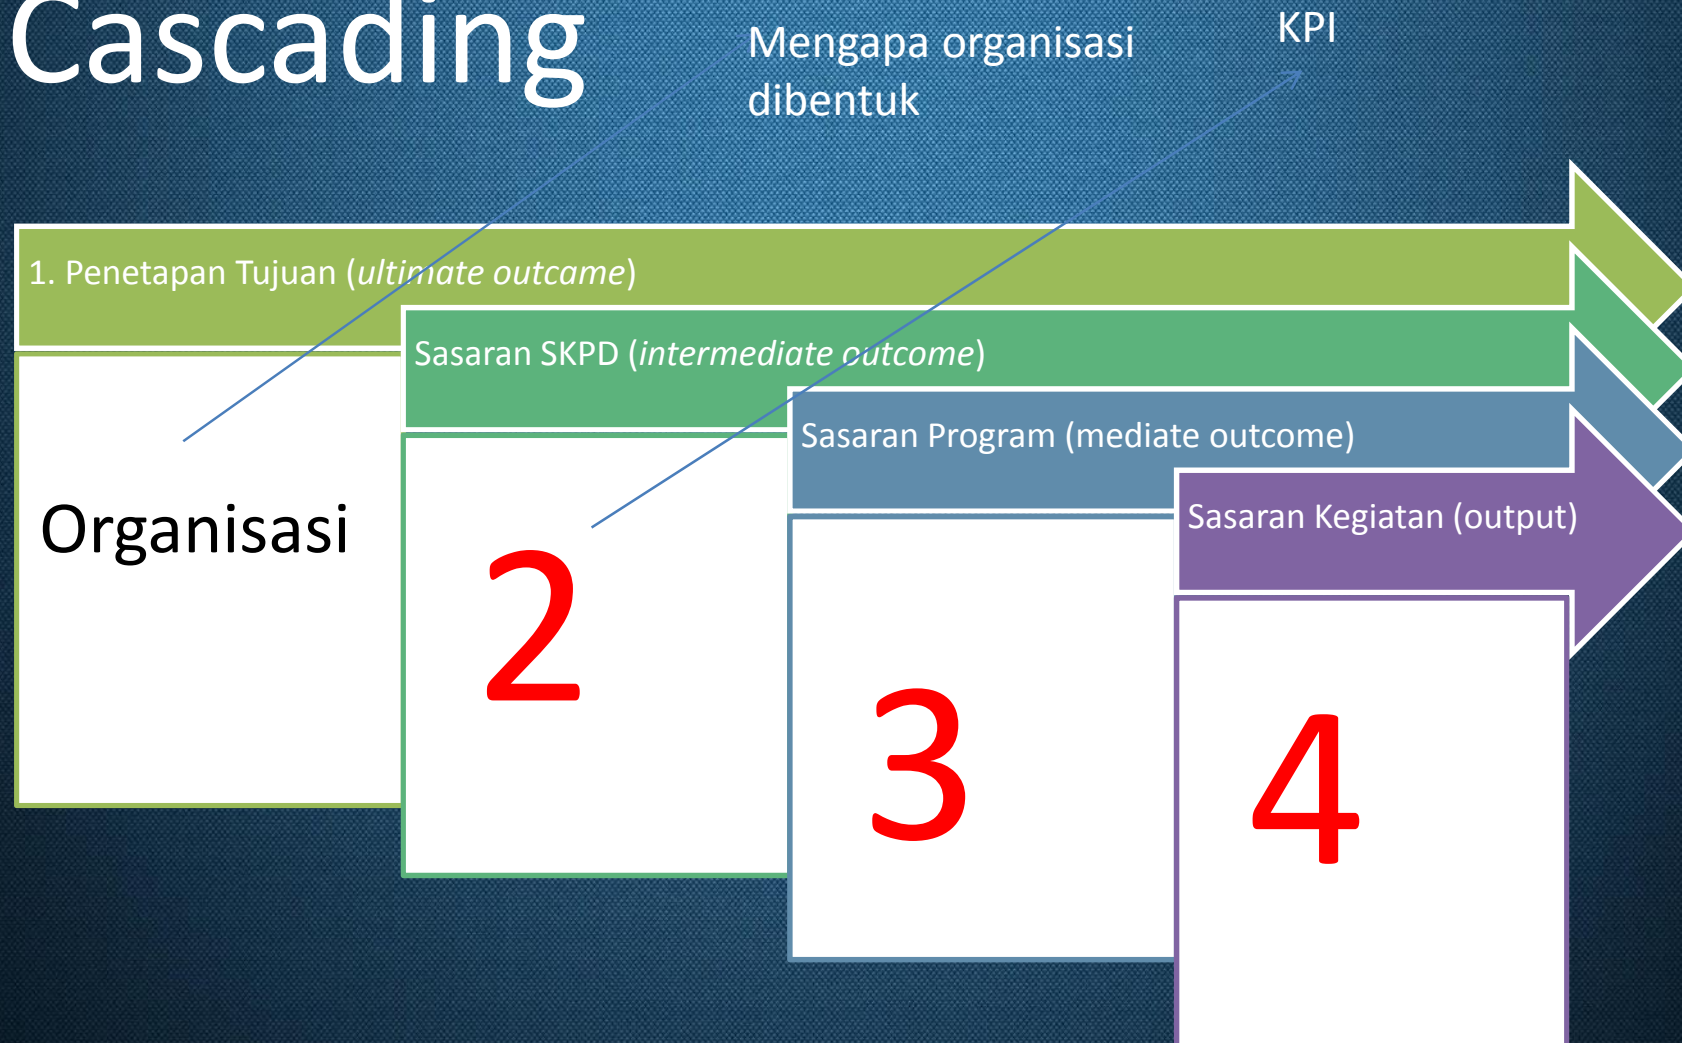 Cascading
Mengapa organisasi
dibentuk
KPI
1. Penetapan Tujuan (ultimate outcame)
Sasaran SKPD (intermediate outcome)
Sasaran Program (mediate outcome)
Sasaran Kegiatan (output)
Organisasi
2
3
4